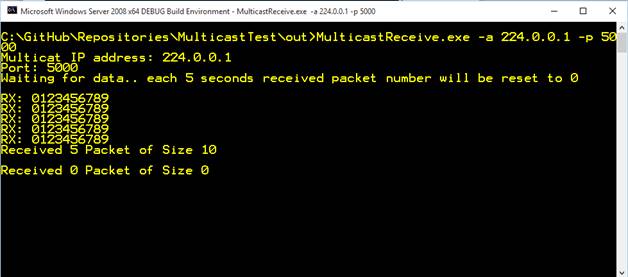 Microsoft Windows Server 2008 x64 DEBUG Build Environment - MulticastReceive.exe -a 224.0.0.1 -p 5000
C:\GitHub\Repositories\MulticastTest\out>MulticastReceive.exe -a 224.0.0.1 -p 50
00
Multicat IP address: 224.0.0.1
Port: 5000
Waiting for data.. each 5 seconds received packet number will be reset to 0
RX: 0123456789
RX: 0123456789
RX: 0123456789
RX: 0123456789
RX: 0123456789
Received 5 Packet of Size 10
Received 0 Packet of Size 0